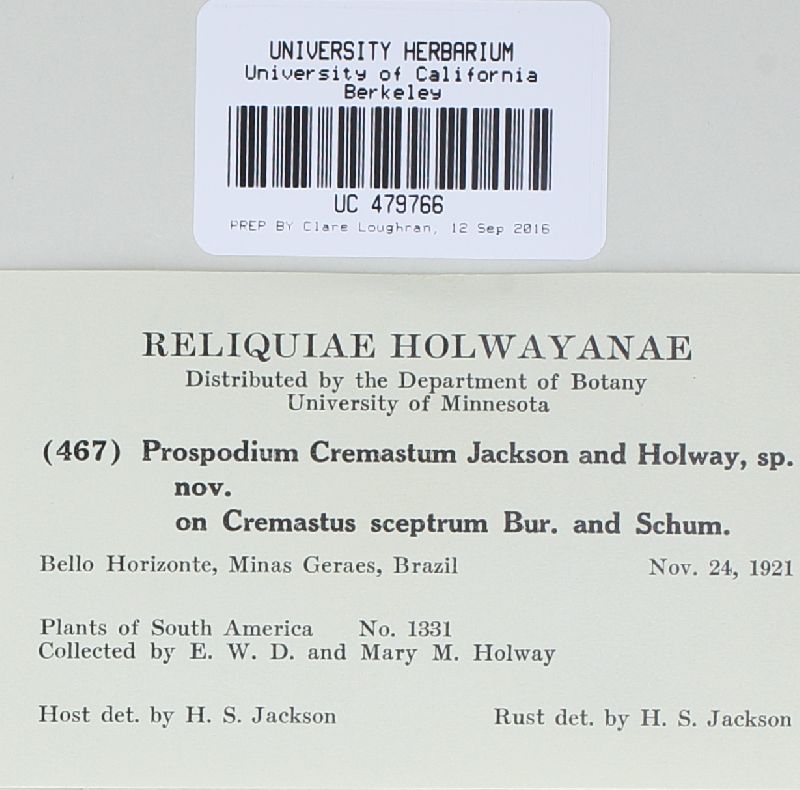 UNIVERSITY HERBARIUM
University of California
Berkeley
UC 479766
PREP BY Clare Loughran, 12 Sep 2016
RELIQUIAE HOLWAYANAE
Distributed by the Department of Botany
University of Minnesota
(467) Prospodium Cremastum Jackson and Holway, sp.
nov.
on Cremastus sceptrum Bur. and Schum.
Bello Horizonte, Minas Geraes, Brazil Nov. 24, 1921
Plants of South America No. 1331
Collected by E. W. D. and Mary M. Holway
Host det. by H. S. Jackson Rust det. by H. S. Jackson